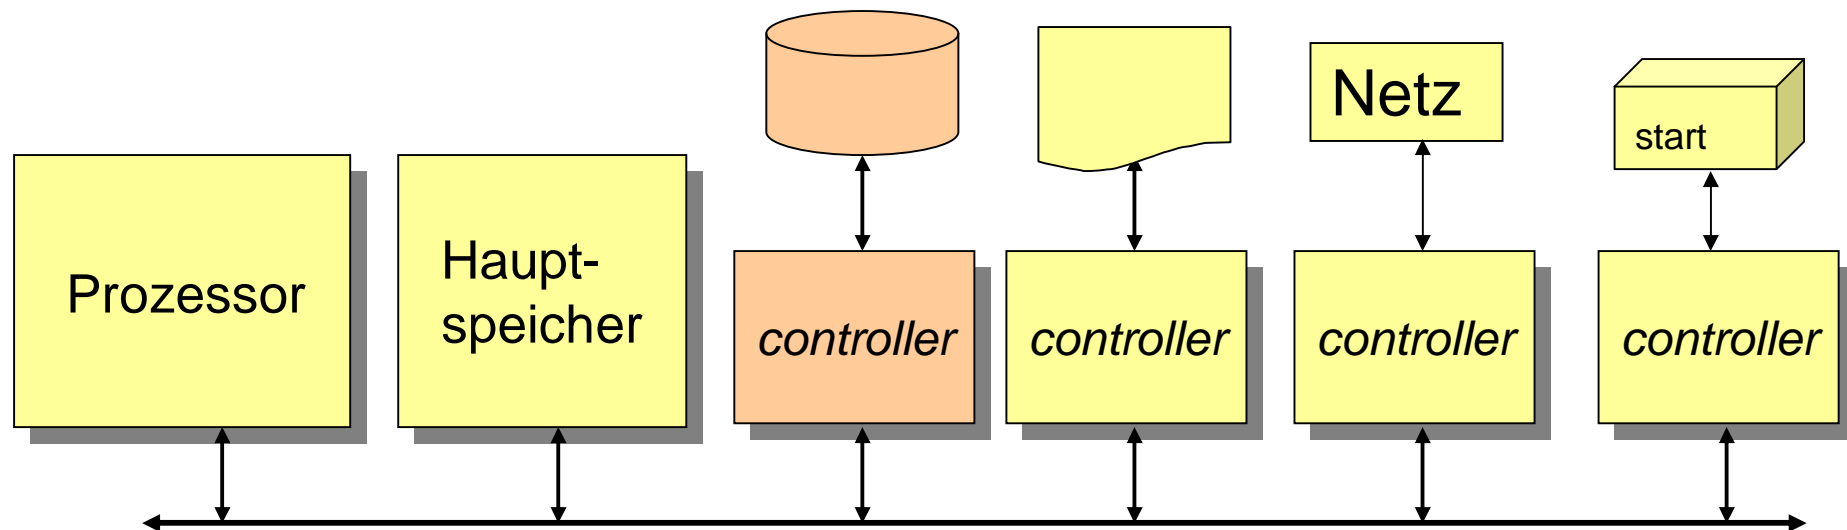 Prozessor
Haupt-
speicher
controller
controller
controller
controller
Netz
start